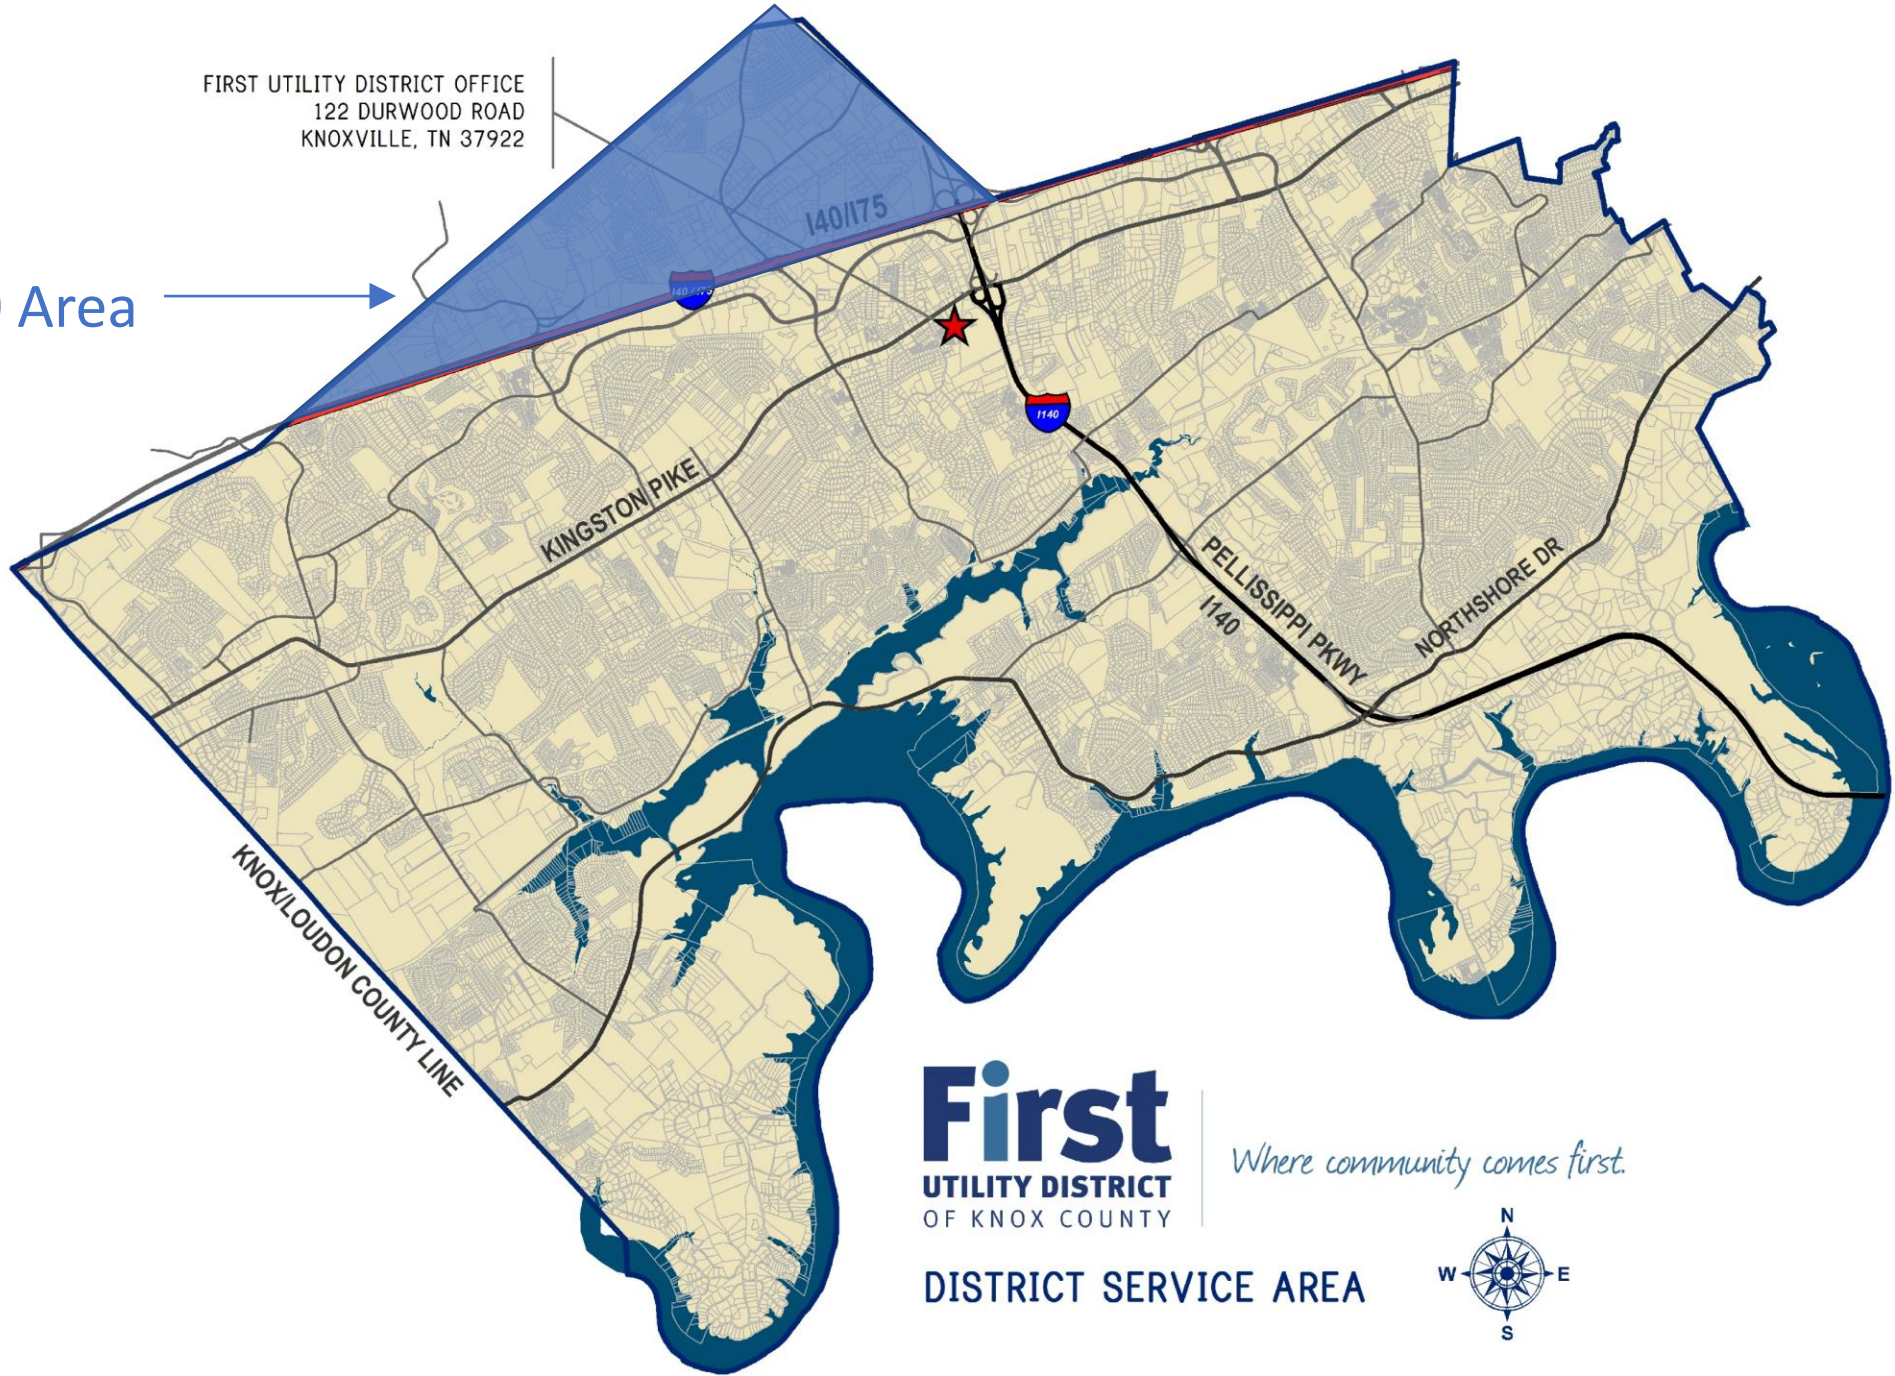 FIRST UTILITY DISTRICT OFFICE
122 DURWOOD ROAD
KNOXVILLE, TN 37922
I40/I75
Area
I40 / I75
I140
KINGSTON PIKE
PELLISSIPPI PKWY
I140
NORTHSHORE DR
KNOX/LOUDON COUNTY LINE
First
UTILITY DISTRICT
OF KNOX COUNTY
Where community comes first.
DISTRICT SERVICE AREA
N
W E
S